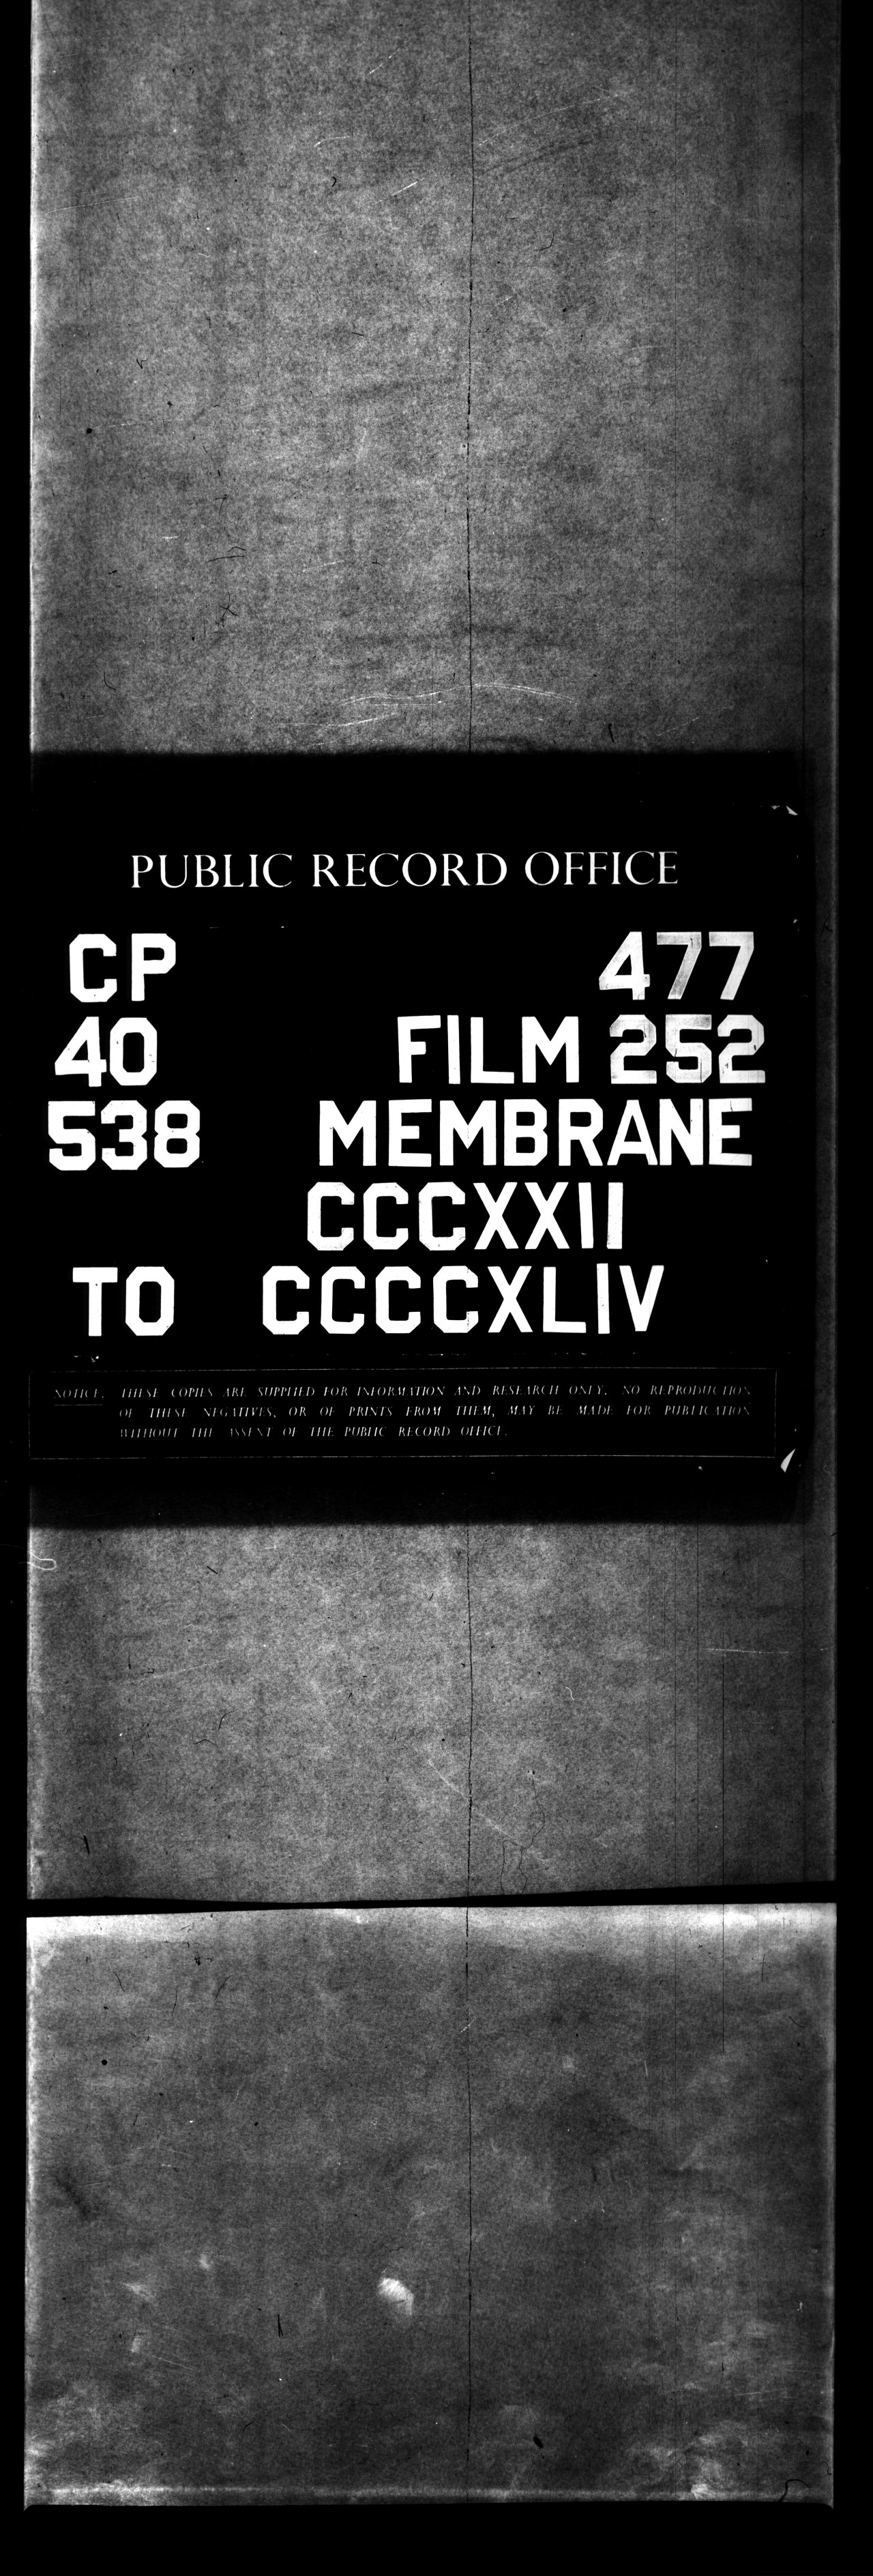 PUBLIC RECORD OFFICE
CP 477
40 FILM 252
538 MEMBRANE
CCCXXII
TO CCCCXLIV
NOTICE. THESE COPIES ARE SUPPLIED FOR INFORMATION AND RESEARCH ONLY. NO REPRODUCTION
OF THESE NEGATIVES, OR OF PRINTS FROM THEM, MAY BE MADE FOR PUBLICATION
WITHOUT THE ASSENT OF THE PUBLIC RECORD OFFICE.